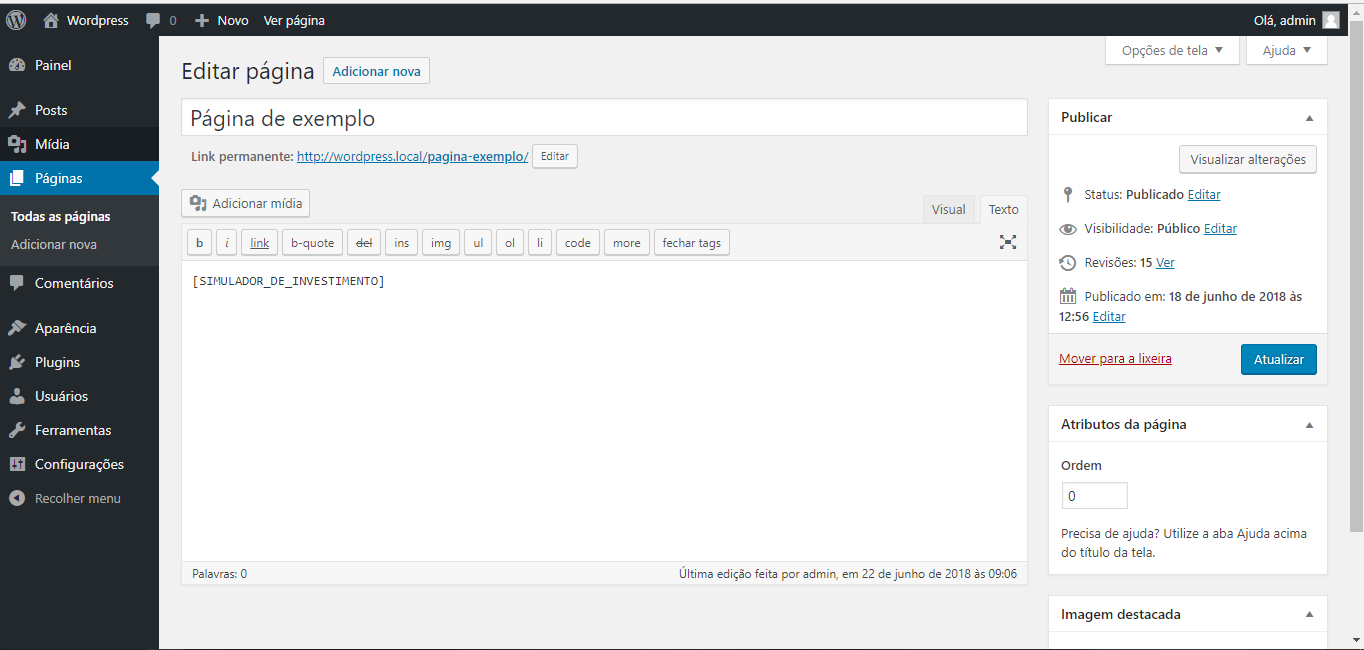 Wordpress 0 Novo Ver página Olá, admin
Opções de tela Ajuda
Painel
Posts
Mídia
Páginas
Todas as páginas
Adicionar nova
Comentários
Aparência
Plugins
Usuários
Ferramentas
Configurações
Recolher menu
Editar página Adicionar nova
Página de exemplo
Link permanente: http://wordpress.local/pagina-exemplo/ Editar
Adicionar mídia
Visual Texto
b i link b-quote del ins img ul ol li code more fechar tags
[SIMULADOR_DE_INVESTIMENTO]
Palavras: 0 Última edição feita por admin, em 22 de junho de 2018 às 09:06
Publicar
Visualizar alterações
Status: Publicado Editar
Visibilidade: Público Editar
Revisões: 15 Ver
Publicado em: 18 de junho de 2018 às
12:56 Editar
Mover para a lixeira Atualizar
Atributos da página
Ordem
0
Precisa de ajuda? Utilize a aba Ajuda acima
do título da tela.
Imagem destacada